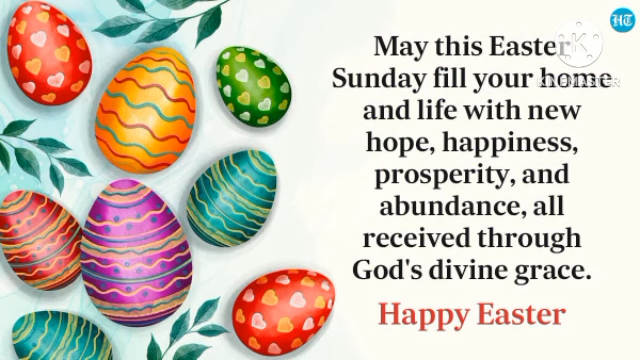 HT
May this Easter
Sunday fill your home
and life with new
hope, happiness,
prosperity, and
abundance, all
received through
God's divine grace.
Happy Easter
K
KINEMASTER